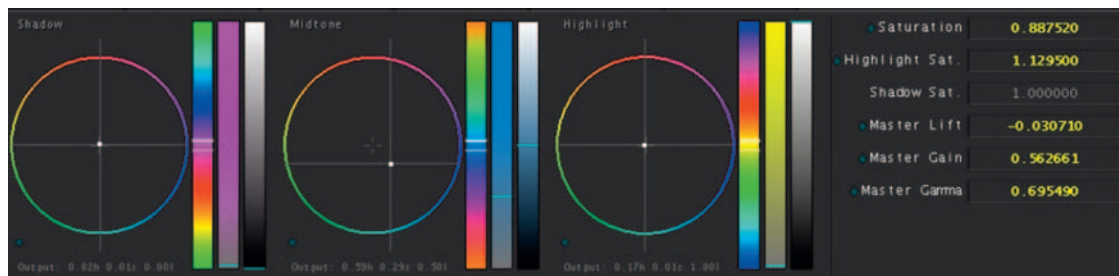 Shadow
Midtone
Highlight
Saturation 0.887520
Highlight Sat. 1.129500
Shadow Sat. 1.000000
Master Lift -0.030710
Master Gain 0.562661
Master Gamma 0.695490
Output: 0.82h 0.01s 0.00l
Output: 0.59h 0.29s 0.50l
Output: 0.17h 0.01s 1.00l